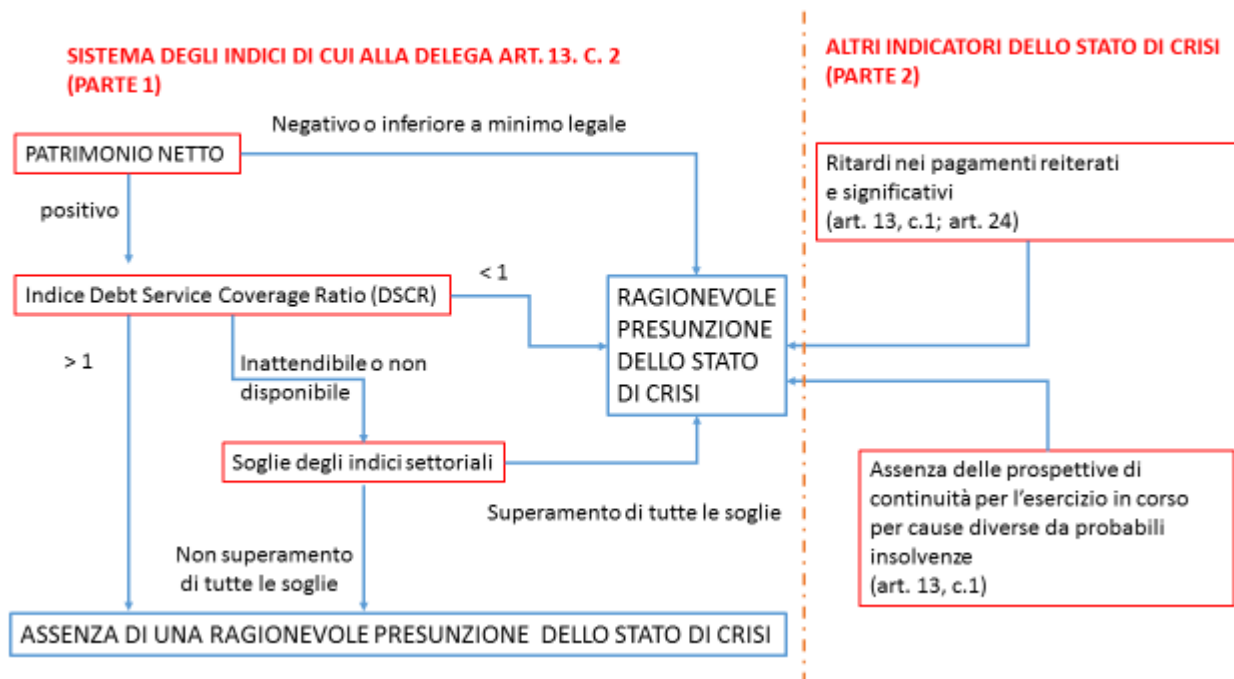 SISTEMA DEGLI INDICI DI CUI ALLA DELEGA ART. 13. C. 2
(PARTE 1)
Negativo o inferiore a minimo legale
PATRIMONIO NETTO
positivo
< 1
Indice Debt Service Coverage Ratio (DSCR)
> 1
Inattendibile o non
disponibile
RAGIONEVOLE
PRESUNZIONE
DELLO STATO
DI CRISI
Soglie degli indici settoriali
Superamento di tutte le soglie
Non superamento
di tutte le soglie
ASSENZA DI UNA RAGIONEVOLE PRESUNZIONE DELLO STATO DI CRISI
ALTRI INDICATORI DELLO STATO DI CRISI
(PARTE 2)
Ritardi nei pagamenti reiterati
e significativi
(art. 13, c.1; art. 24)
Assenza delle prospettive di
continuità per l'esercizio in corso
per cause diverse da probabili
insolvenze
(art. 13, c.1)